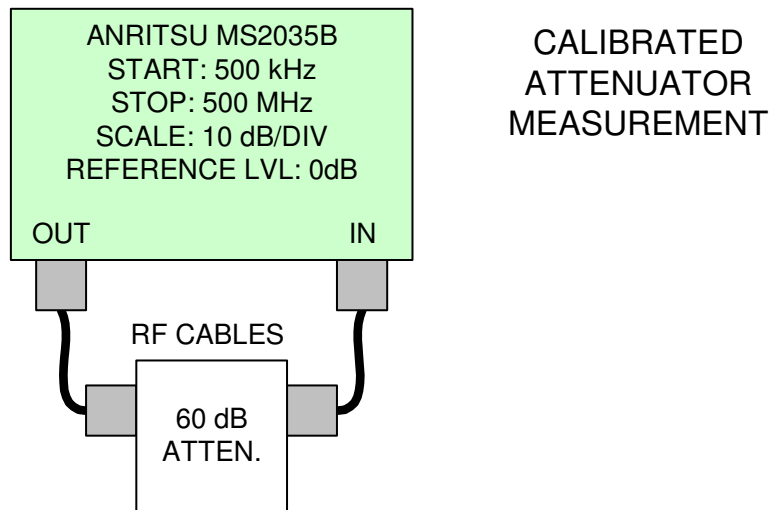 ANRITSU MS2035B
START: 500 kHz
STOP: 500 MHz
SCALE: 10 dB/DIV
REFERENCE LVL: 0dB
OUT
IN
CALIBRATED
ATTENUATOR
MEASUREMENT
RF CABLES
60 dB
ATTEN.